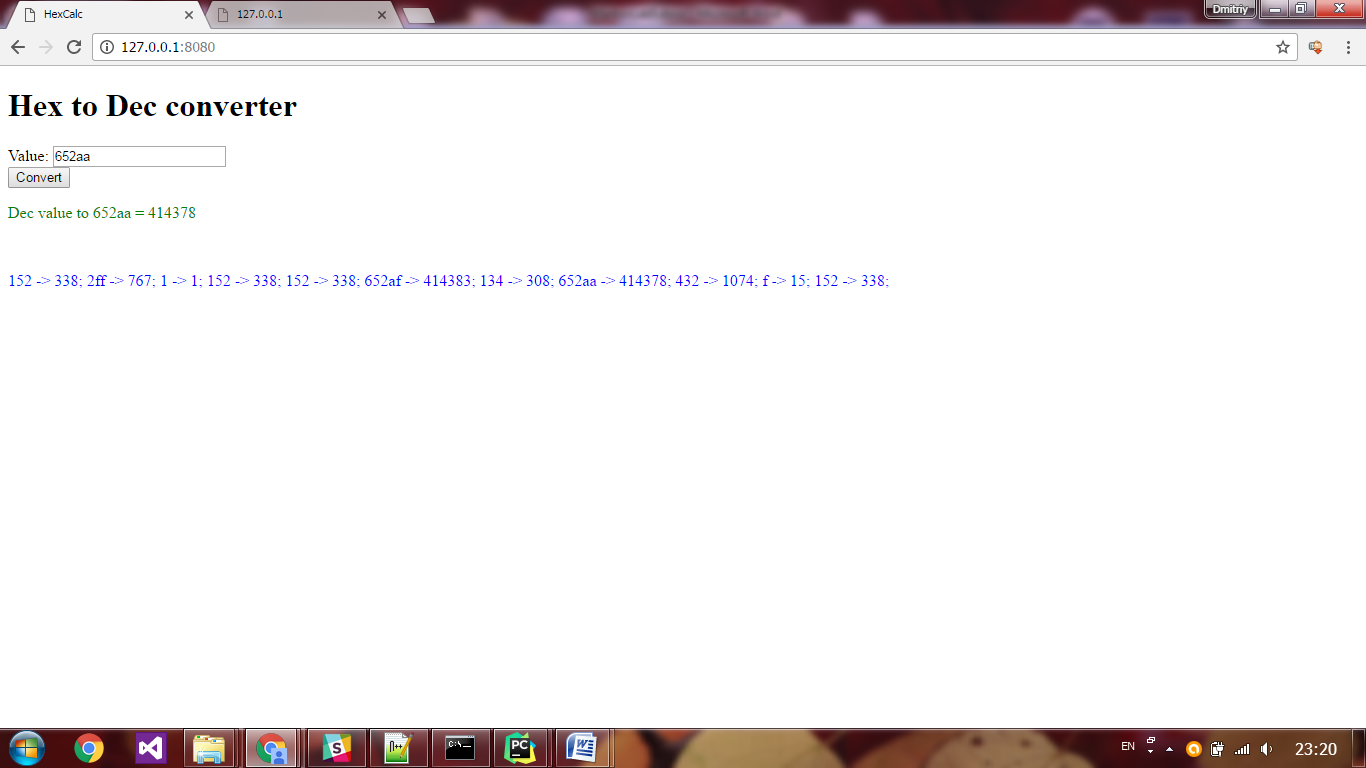 HexCalc
127.0.0.1
Dmitriy
127.0.0.1:8080
Hex to Dec converter
Value: 652aa
Convert
Dec value to 652aa = 414378
152 -> 338; 2ff -> 767; 1 -> 1; 152 -> 338; 152 -> 338; 652af -> 414383; 134 -> 308; 652aa -> 414378; 432 -> 1074; f -> 15; 152 -> 338;
EN
23:20